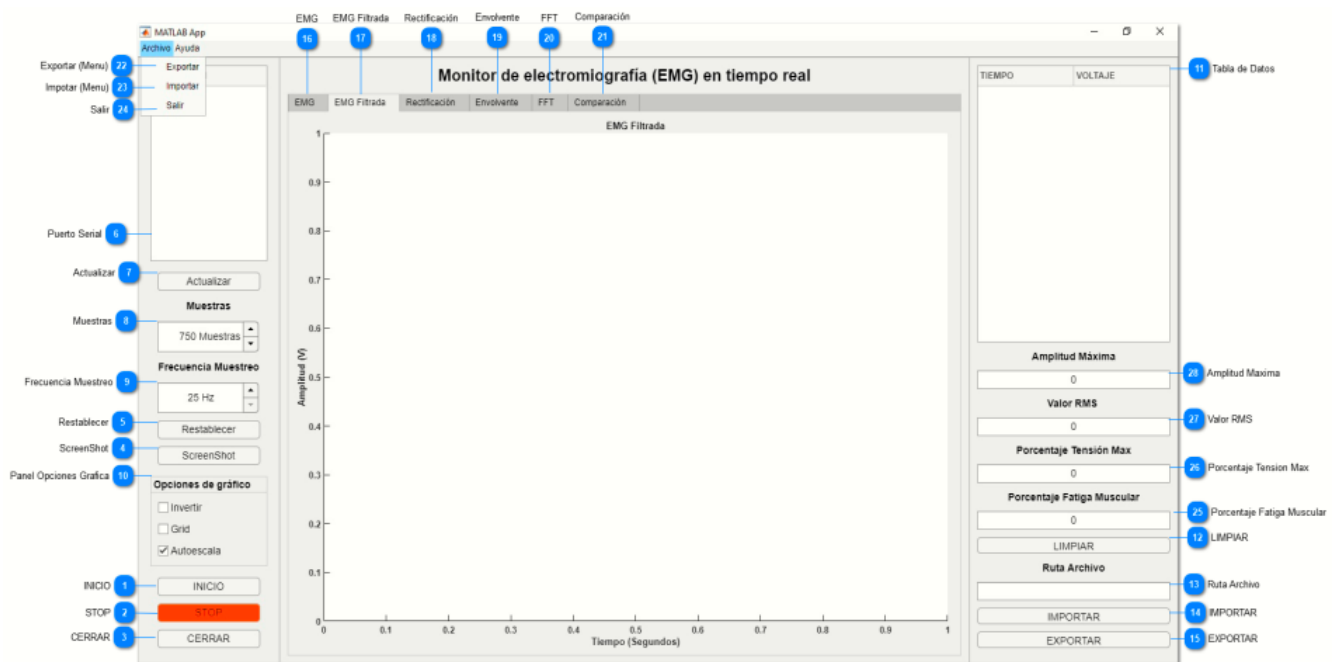 EMG EMG Filtrada Rectificación Envolvente FFT Comparación
16 17 18 19 20 21
MATLAB App
Archivo Ayuda
Exportar (Menu) 22
Impotar (Menu) 23
Salir 24
Exportar
Importar
Salir
Puerto Serial 6
Actualizar 7
Actualizar
Muestras
Muestras 8
750 Muestras
Frecuencia Muestreo
Frecuencia Muestreo 9
25 Hz
Restablecer 5
Restablecer
ScreenShot 4
ScreenShot
Panel Opciones Grafica 10
Opciones de gráfico
Invertir
Grid
Autoescala
INICIO 1
INICIO
STOP 2
STOP
CERRAR 3
CERRAR
Monitor de electromiografía (EMG) en tiempo real
EMG EMG Filtrada Rectificación Envolvente FFT Comparación
EMG Filtrada
1
0.9
0.8
0.7
0.6
0.5
0.4
0.3
0.2
0.1
0
Amplitud (V)
0 0.1 0.2 0.3 0.4 0.5 0.6 0.7 0.8 0.9 1
Tiempo (Segundos)
TIEMPO VOLTAJE
11 Tabla de Datos
Amplitud Máxima
0
28 Amplitud Maxima
Valor RMS
0
27 Valor RMS
Porcentaje Tensión Max
0
26 Porcentaje Tension Max
Porcentaje Fatiga Muscular
0
25 Porcentaje Fatiga Muscular
LIMPIAR
12 LIMPIAR
Ruta Archivo
13 Ruta Archivo
IMPORTAR
14 IMPORTAR
EXPORTAR
15 EXPORTAR